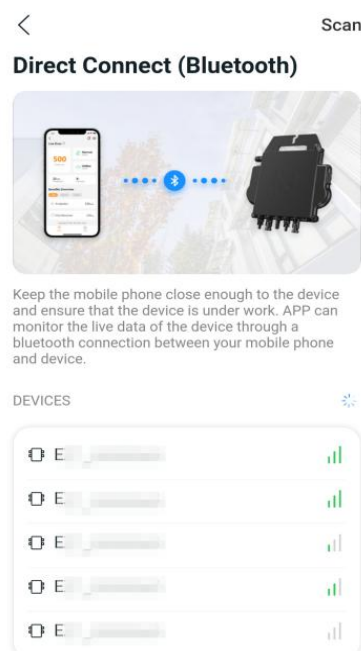 Scan
Direct Connect (Bluetooth)
500
Keep the mobile phone close enough to the device
and ensure that the device is under work. APP can
monitor the live data of the device through a
bluetooth connection between your mobile phone
and device.
DEVICES
E
E
E
E
E